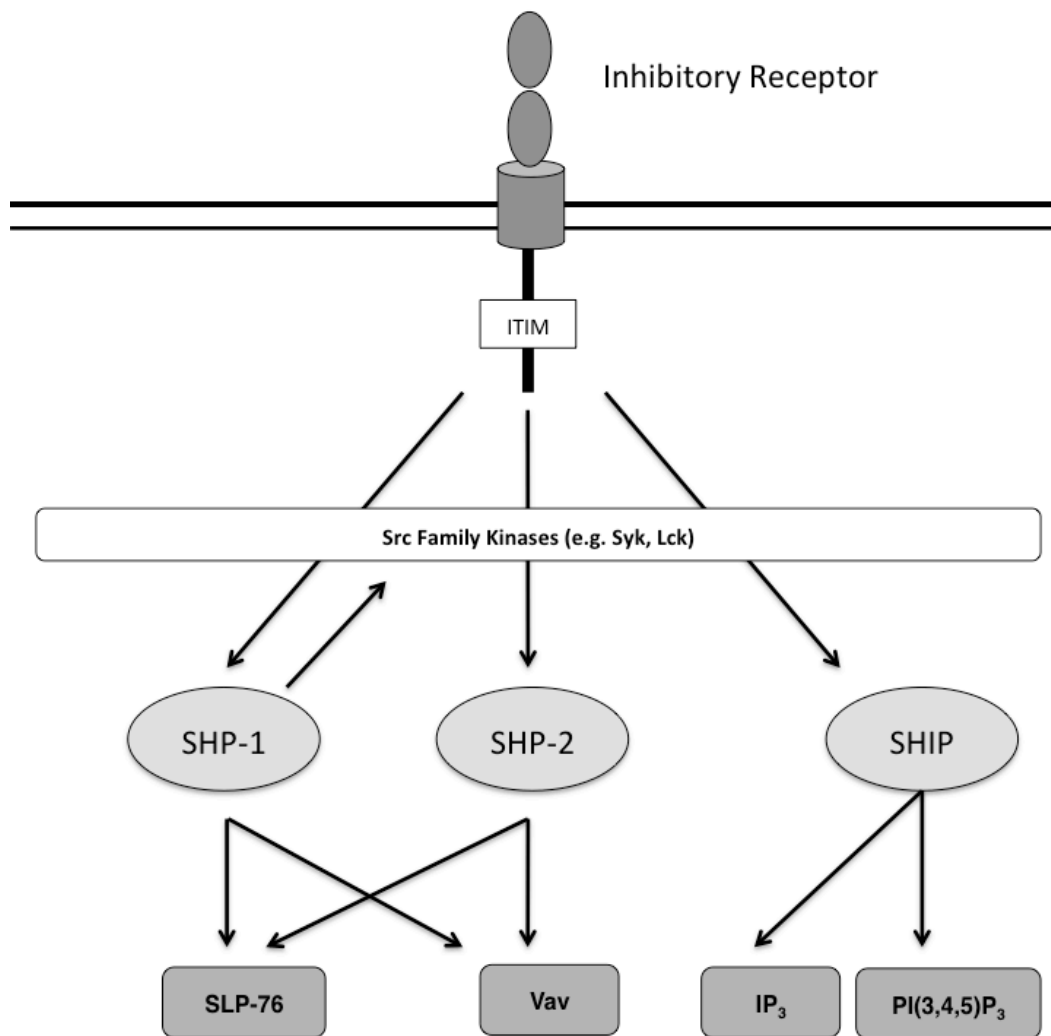 Inhibitory Receptor
ITIM
Src Family Kinases (e.g. Syk, Lck)
SHP-1
SHP-2
SHIP
SLP-76
Vav
IP₃
PI(3,4,5)P₃